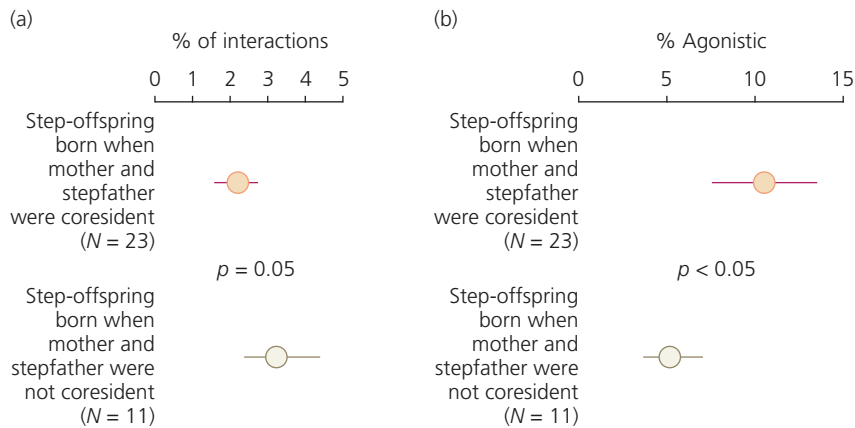 (a)
% of interactions
0 1 2 3 4 5
Step-offspring
born when
mother and
stepfather
were coresident
(N = 23)
p = 0.05
Step-offspring
born when
mother and
stepfather were
not coresident
(N = 11)
(b)
% Agonistic
0 5 10 15
Step-offspring
born when
mother and
stepfather
were coresident
(N = 23)
p < 0.05
Step-offspring
born when
mother and
stepfather were
not coresident
(N = 11)